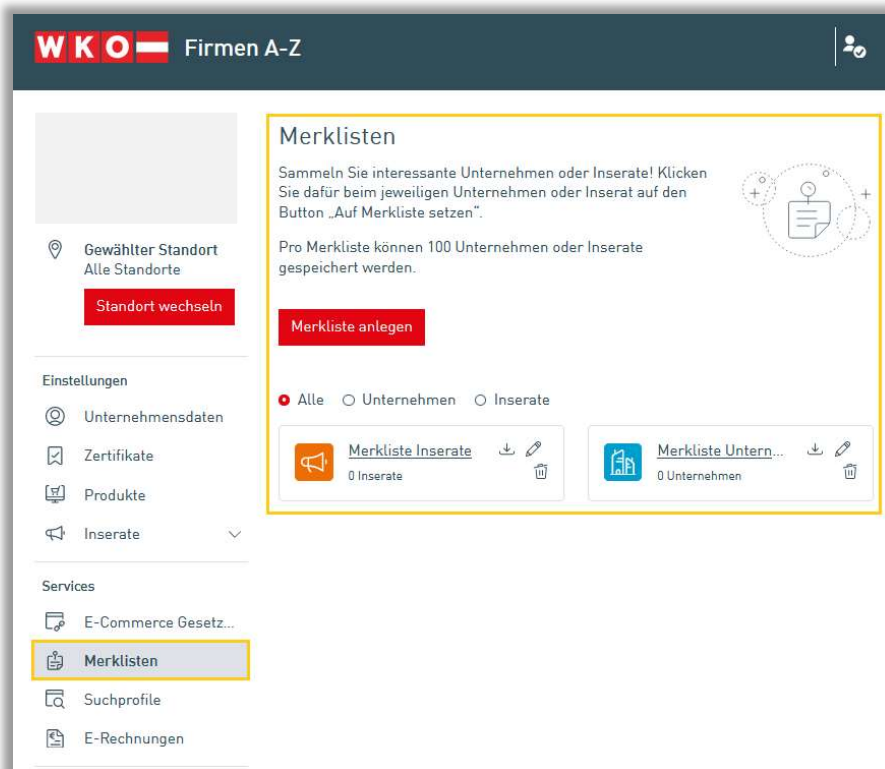 WKO Firmen A-Z
Gewählter Standort
Alle Standorte
Standort wechseln
Einstellungen
Unternehmensdaten
Zertifikate
Produkte
Inserate
Services
E-Commerce Gesetz...
Merklisten
Suchprofile
E-Rechnungen
Merklisten
Sammeln Sie interessante Unternehmen oder Inserate! Klicken
Sie dafür beim jeweiligen Unternehmen oder Inserat auf den
Button „Auf Merkliste setzen".
Pro Merkliste können 100 Unternehmen oder Inserate
gespeichert werden.
Merkliste anlegen
Alle Unternehmen Inserate
Merkliste Inserate
0 Inserate
Merkliste Untern...
0 Unternehmen